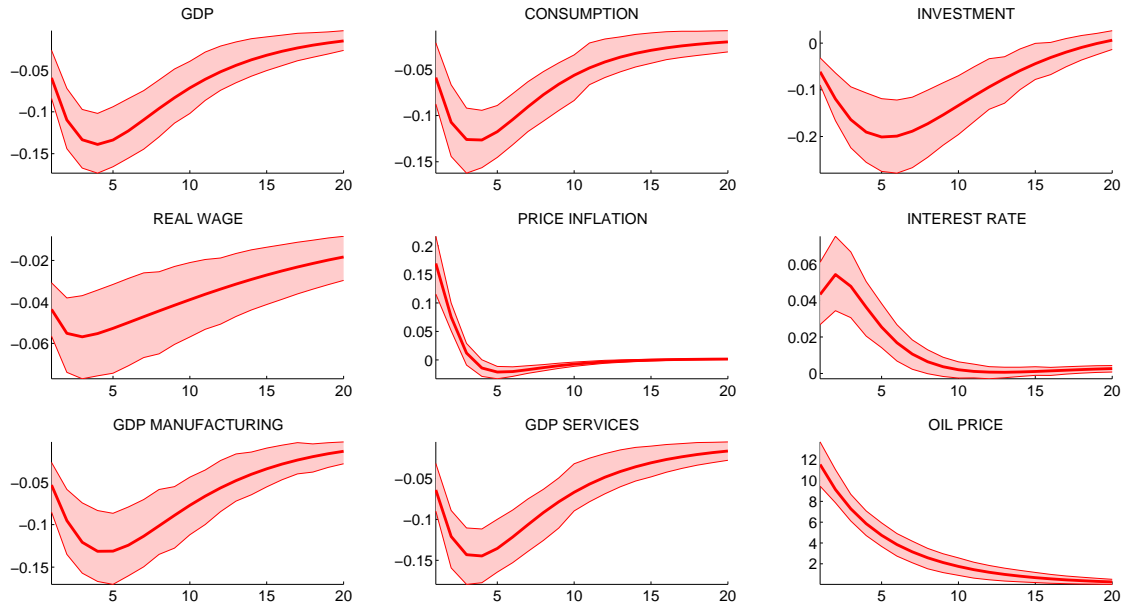 GDP
CONSUMPTION
INVESTMENT
−0.05
−0.1
−0.15
5 10 15 20
−0.05
−0.1
−0.15
5 10 15 20
0
−0.1
−0.2
5 10 15 20
REAL WAGE
PRICE INFLATION
INTEREST RATE
−0.02
−0.04
−0.06
5 10 15 20
0.2
0.15
0.1
0.05
0
5 10 15 20
0.06
0.04
0.02
0
5 10 15 20
GDP MANUFACTURING
GDP SERVICES
OIL PRICE
−0.05
−0.1
−0.15
5 10 15 20
−0.05
−0.1
−0.15
5 10 15 20
12
10
8
6
4
2
5 10 15 20